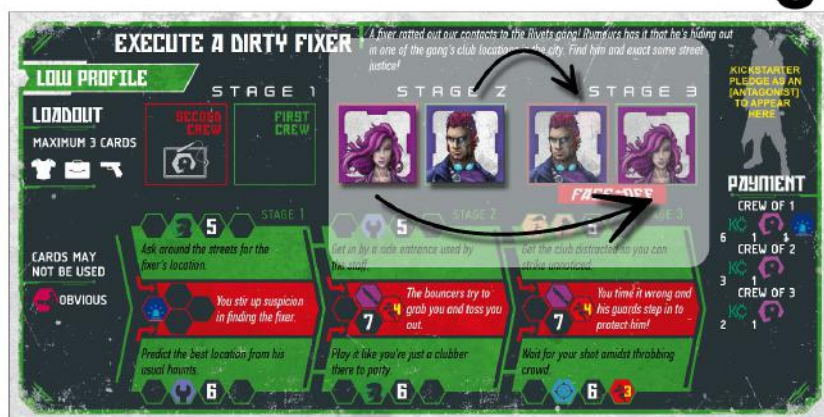 EXECUTE A DIRTY FIXER
A fixer ratted out our contacts to the Rivets gang! Rumours has it that he's hiding out
in one of the gang's club locations in the city. Find him and exact some street
justice!
LOW PROFILE
KICKSTARTER
PLEDGE AS AN
[ANTAGONIST]
TO APPEAR
HERE
STAGE 1
STAGE 2
STAGE 3
LOADOUT
MAXIMUM 3 CARDS
SECOND
CREW
FIRST
CREW
FACE-OFF
PAYMENT
CREW OF 1
6 1 1
CREW OF 2
3 1
CREW OF 3
2 1
CARDS MAY
NOT BE USED
OBVIOUS
5 STAGE 1
Ask around the streets for the
fixer's location.
You stir up suspicion
in finding the fixer.
Predict the best location from his
usual haunts.
6
5 STAGE 2
Get in by a side entrance used by
the staff.
4
7
The bouncers try to
grab you and toss you
out.
Play it like you're just a clubber
there to party.
6
5 3
Get the club distracted so you can
strike unnoticed.
4
7
You time it wrong and
his guards step in to
protect him!
Wait for your shot amidst throbbing
crowd.
6 3